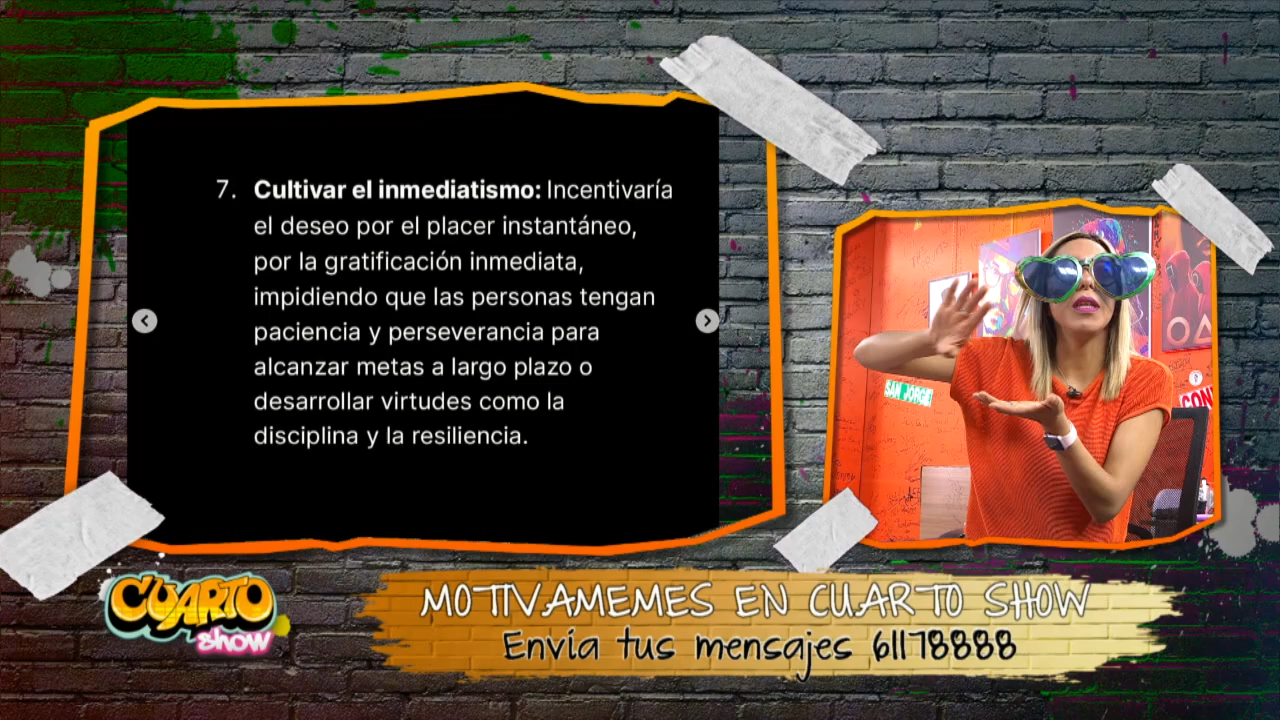 7. Cultivar el inmediatismo: Incentivaría
el deseo por el placer instantáneo,
por la gratificación inmediata,
impidiendo que las personas tengan
paciencia y perseverancia para
alcanzar metas a largo plazo o
desarrollar virtudes como la
disciplina y la resiliencia.
SAN JORGE
CON
CUARTO
show
MOTIVAMEMES EN CUARTO SHOW
Envía tus mensajes 61178888